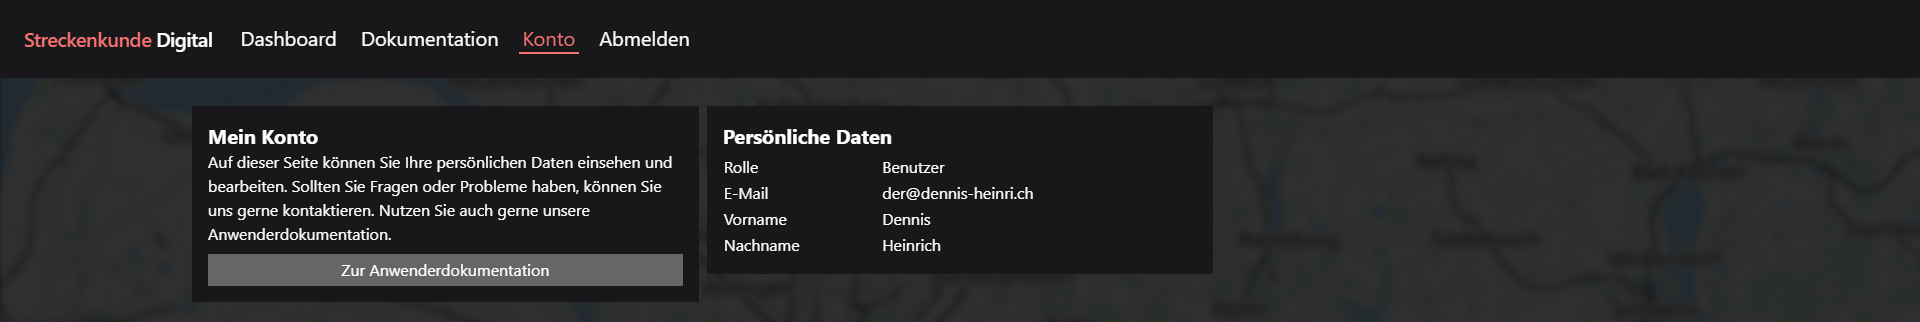 Streckenkunde Digital Dashboard Dokumentation Konto Abmelden
Mein Konto
Auf dieser Seite können Sie Ihre persönlichen Daten einsehen und
bearbeiten. Sollten Sie Fragen oder Probleme haben, können Sie
uns gerne kontaktieren. Nutzen Sie auch gerne unsere
Anwenderdokumentation.
Zur Anwenderdokumentation
Persönliche Daten
Rolle Benutzer
E-Mail der@dennis-heinri.ch
Vorname Dennis
Nachname Heinrich